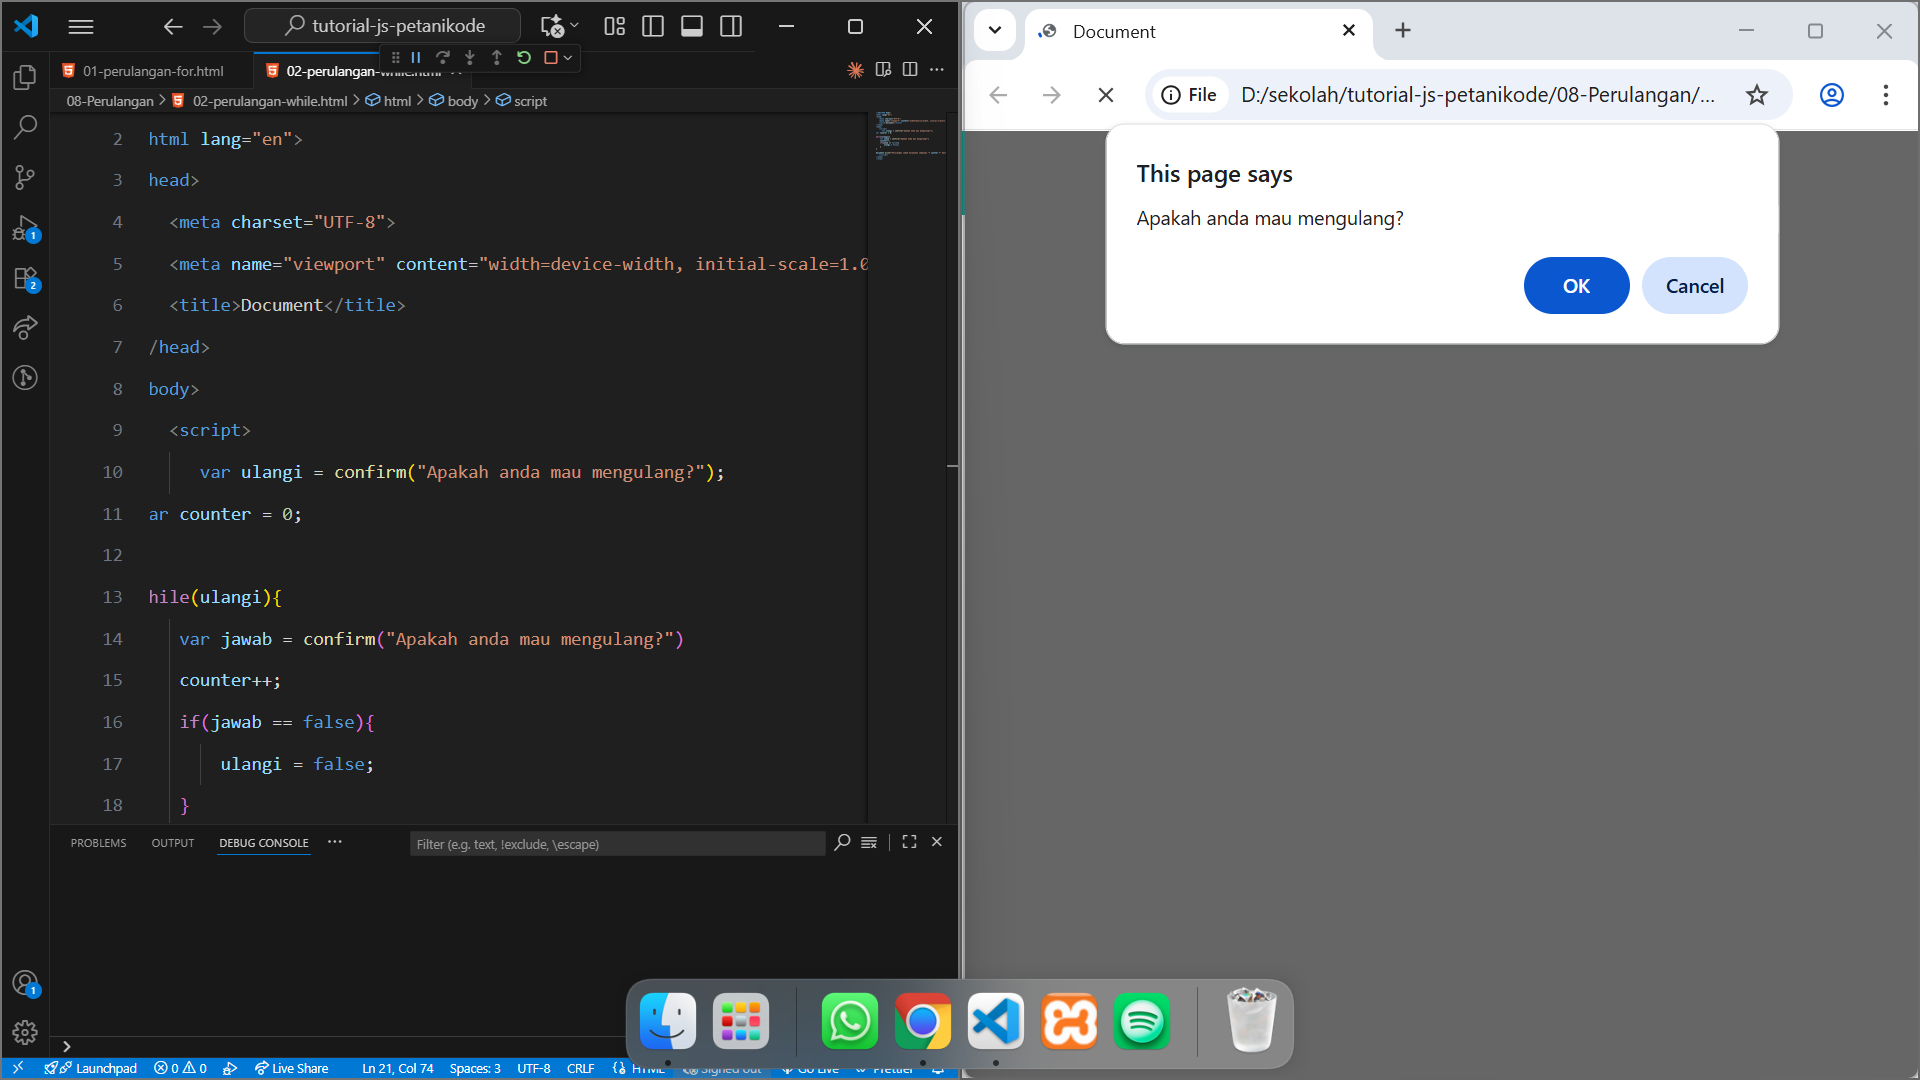 tutorial-js-petanikode
01-perulangan-for.html
02-perulangan-while.html
08-Perulangan > 02-perulangan-while.html > html > body > script
2 html lang="en">
3 head>
4 <meta charset="UTF-8">
5 <meta name="viewport" content="width=device-width, initial-scale=1.0
6 <title>Document</title>
7 /head>
8 body>
9 <script>
10 var ulangi = confirm("Apakah anda mau mengulang?");
11 ar counter = 0;
12
13 hile(ulangi){
14 var jawab = confirm("Apakah anda mau mengulang?")
15 counter++;
16 if(jawab == false){
17 ulangi = false;
18 }
PROBLEMS OUTPUT DEBUG CONSOLE ...
Filter (e.g. text, !exclude, \escape)
1
2
1
Launchpad 0 0 Live Share Ln 21, Col 74 Spaces: 3 UTF-8 CRLF {} HTML Signed out Go Live Prettier
Document
File D:/sekolah/tutorial-js-petanikode/08-Perulangan/...
This page says
Apakah anda mau mengulang?
OK
Cancel